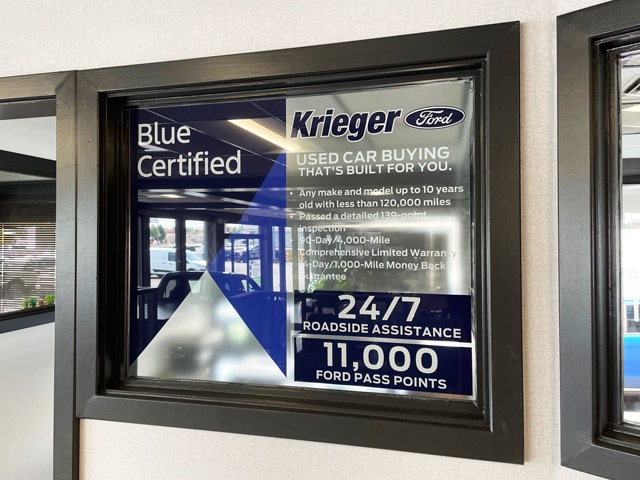 Blue
Certified
Krieger Ford
USED CAR BUYING
THAT'S BUILT FOR YOU.
• Any make and model up to 10 years
old with less than 120,000 miles
• Passed a detailed 139-point
inspection
90-Day/4,000-Mile
Comprehensive Limited Warranty
14-Day/1,000-Mile Money Back
Guarantee
24/7
ROADSIDE ASSISTANCE
11,000
FORD PASS POINTS